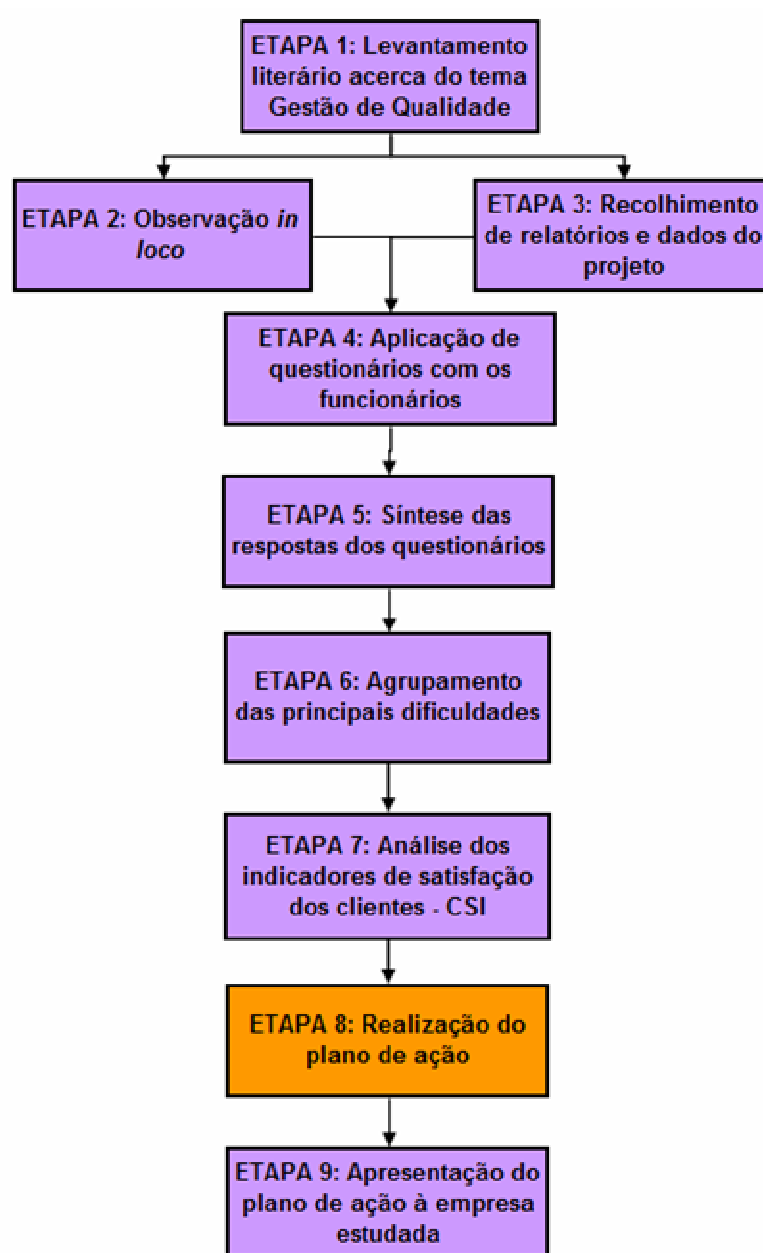 ETAPA 1: Levantamento
literário acerca do tema
Gestão de Qualidade
ETAPA 2: Observação in
loco
ETAPA 3: Recolhimento
de relatórios e dados do
projeto
ETAPA 4: Aplicação de
questionários com os
funcionários
ETAPA 5: Síntese das
respostas dos questionários
ETAPA 6: Agrupamento
das principais dificuldades
ETAPA 7: Análise dos
indicadores de satisfação
dos clientes - CSI
ETAPA 8: Realização do
plano de ação
ETAPA 9: Apresentação do
plano de ação à empresa
estudada